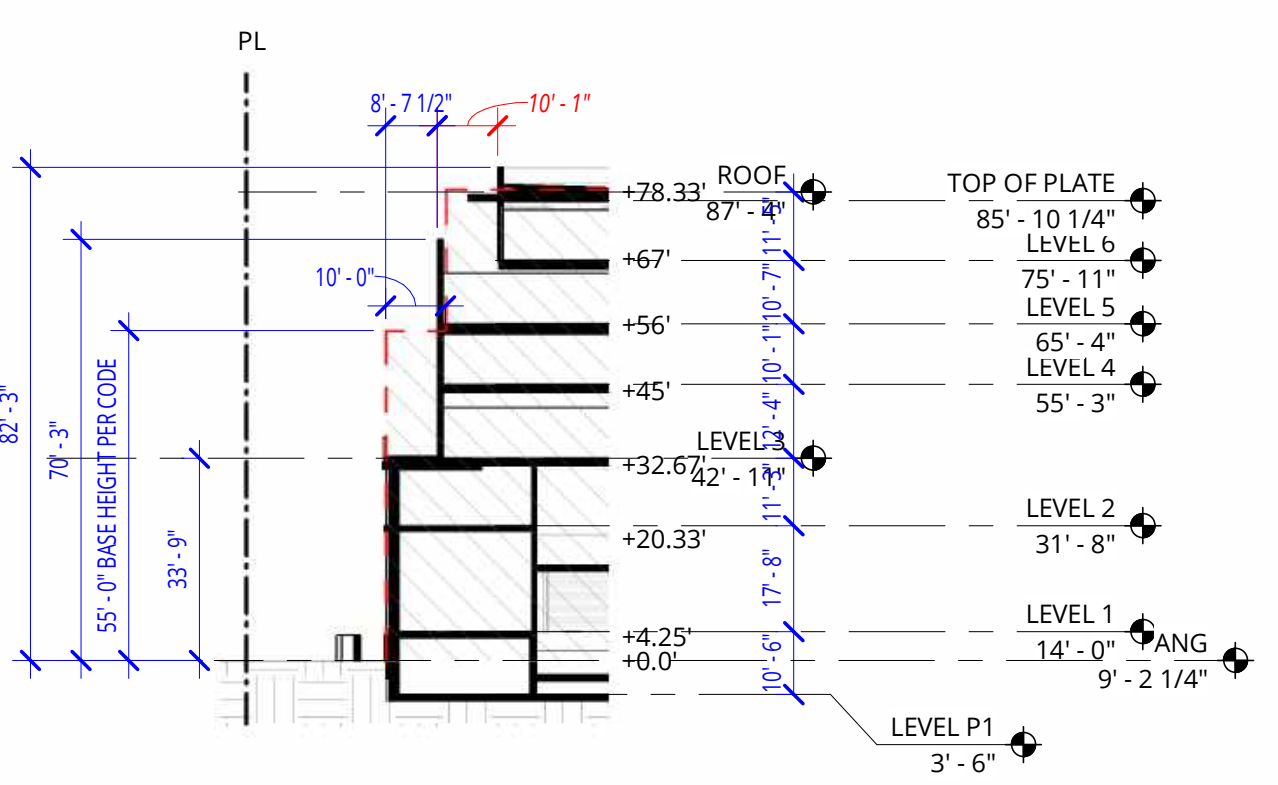 PL
8' - 7 1/2"
10' - 1"
ROOF
87' - 4"
TOP OF PLATE
85' - 10 1/4"
+78.33'
LEVEL 6
75' - 11"
+67'
10' - 0"
LEVEL 5
65' - 4"
+56'
LEVEL 4
55' - 3"
+45'
LEVEL 3
42' - 11"
+32.67'
LEVEL 2
31' - 8"
+20.33'
LEVEL 1
14' - 0"
+4.25'
+0.0'
ANG
9' - 2 1/4"
LEVEL P1
3' - 6"
82' - 3"
70' - 3"
55' - 0" BASE HEIGHT PER CODE
33' - 9"
10' - 7"
10' - 1"
12' - 4"
11' - 3"
17' - 8"
10' - 6"